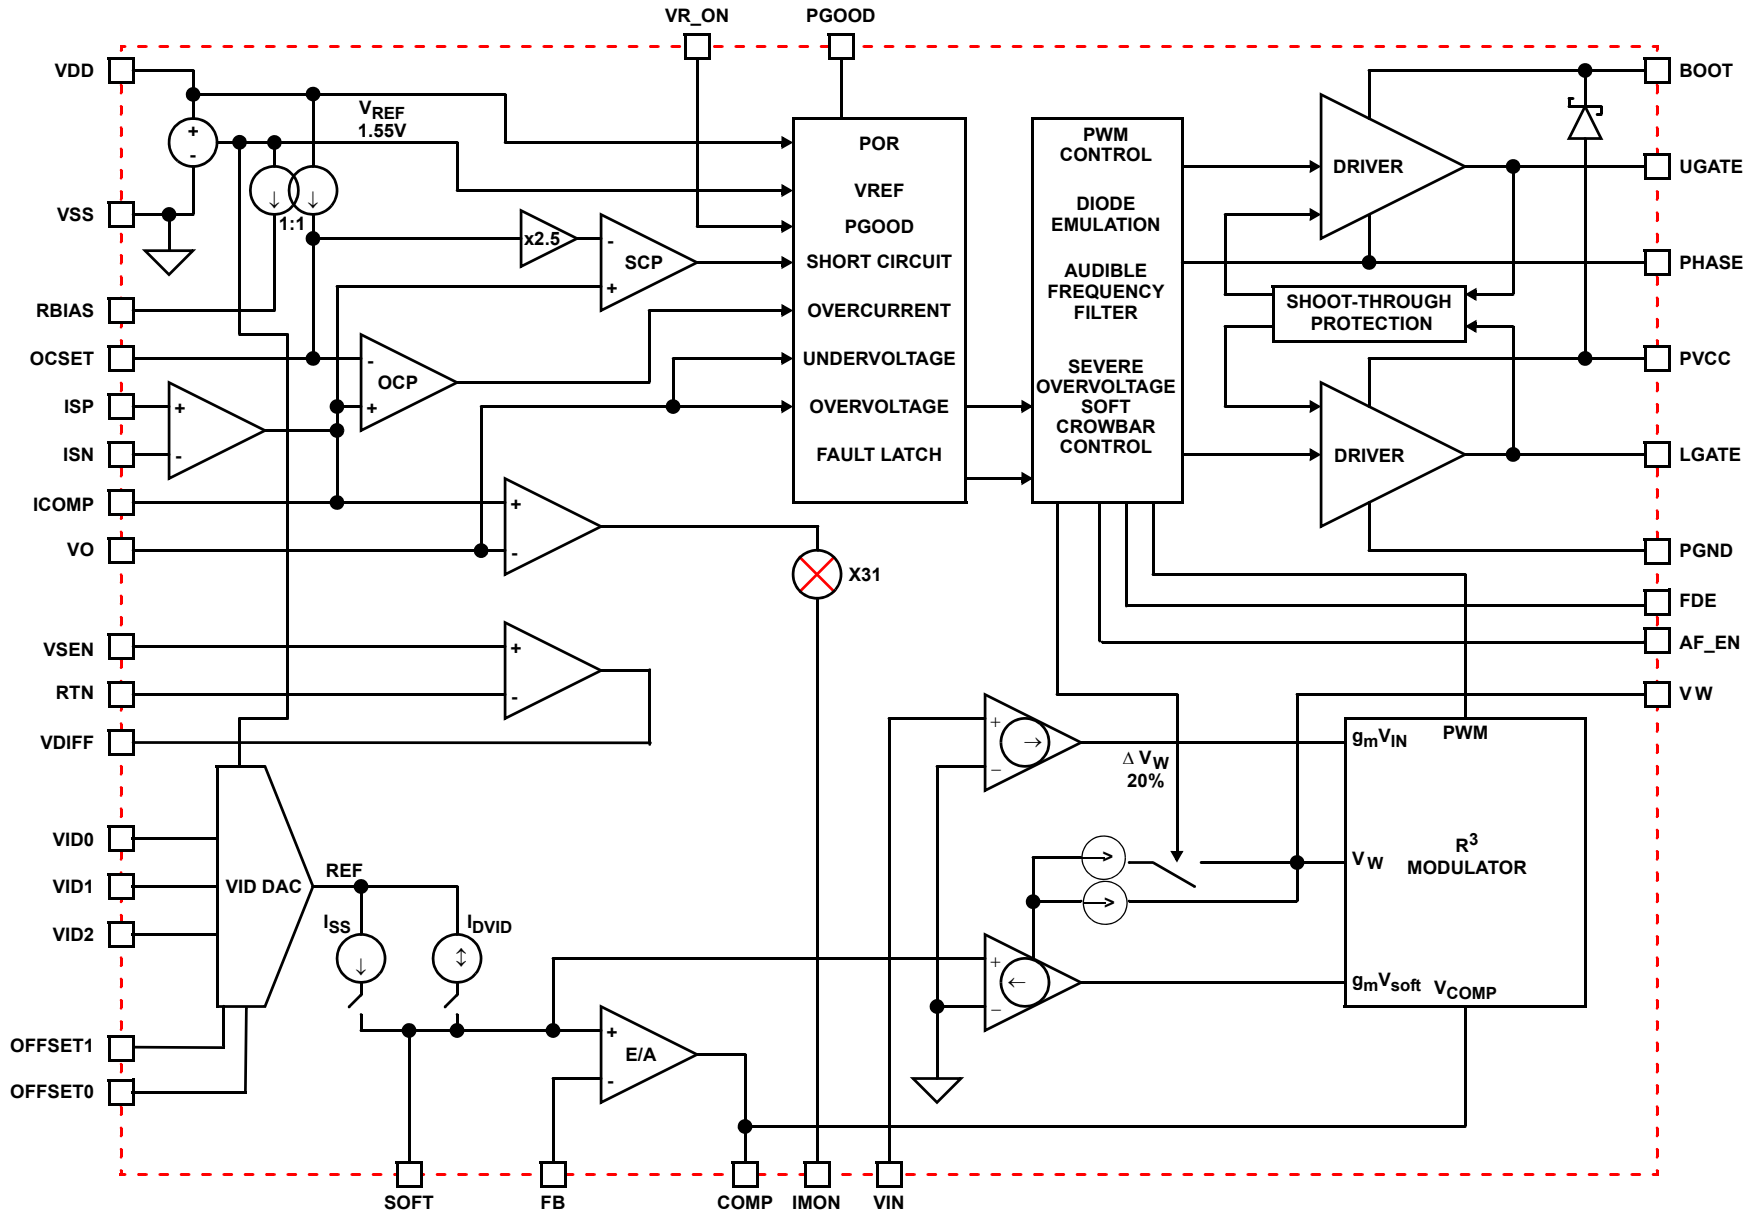 VR_ON
PGOOD
VDD
VSS
RBIAS
OCSET
ISP
ISN
ICOMP
VO
VSEN
RTN
VDIFF
VID0
VID1
VID2
OFFSET1
OFFSET0
+
-
VREF
1.55V
↓ ↓
1:1
x2.5
-
SCP
+
-
OCP
+
+
-
+
-
X31
+
-
POR
VREF
PGOOD
SHORT CIRCUIT
OVERCURRENT
UNDERVOLTAGE
OVERVOLTAGE
FAULT LATCH
PWM
CONTROL
DIODE
EMULATION
AUDIBLE
FREQUENCY
FILTER
SEVERE
OVERVOLTAGE
SOFT
CROWBAR
CONTROL
DRIVER
SHOOT-THROUGH
PROTECTION
DRIVER
BOOT
UGATE
PHASE
PVCC
LGATE
PGND
FDE
AF_EN
VW
VID DAC
REF
ISS
IDVID
↓
↕
+
E/A
-
+
→
−
Δ VW
20%
+
←
−
gmVIN
PWM
VW
R3
MODULATOR
gmVsoft
VCOMP
SOFT
FB
COMP
IMON
VIN